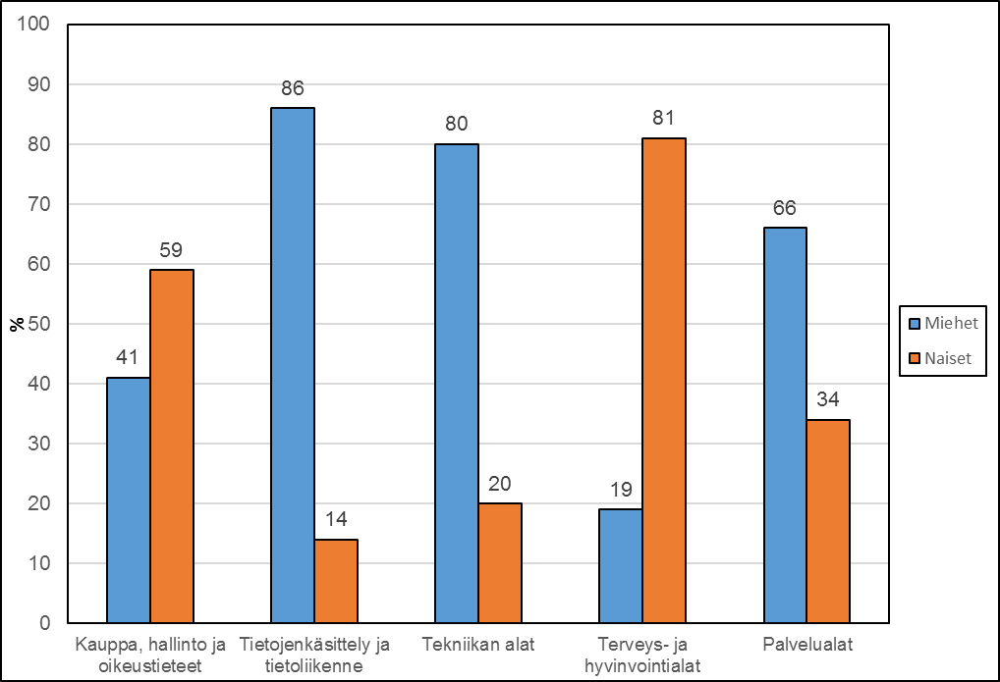 100
90
80
70
60
50
40
30
20
10
0
%
41
59
86
14
80
20
19
81
66
34
Kauppa, hallinto ja
oikeustieteet
Tietojenkäsittely ja
tietoliikenne
Tekniikan alat
Terveys- ja
hyvinvointialat
Palvelualat
Miehet
Naiset